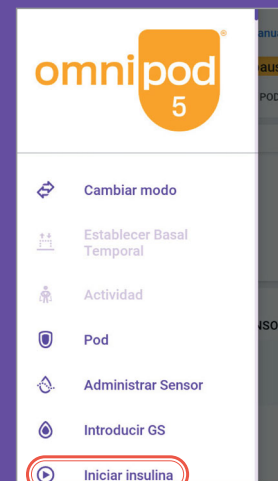 omnipod®
5
Cambiar modo
Establecer Basal
Temporal
Actividad
Pod
Administrar Sensor
Introducir GS
Iniciar insulina